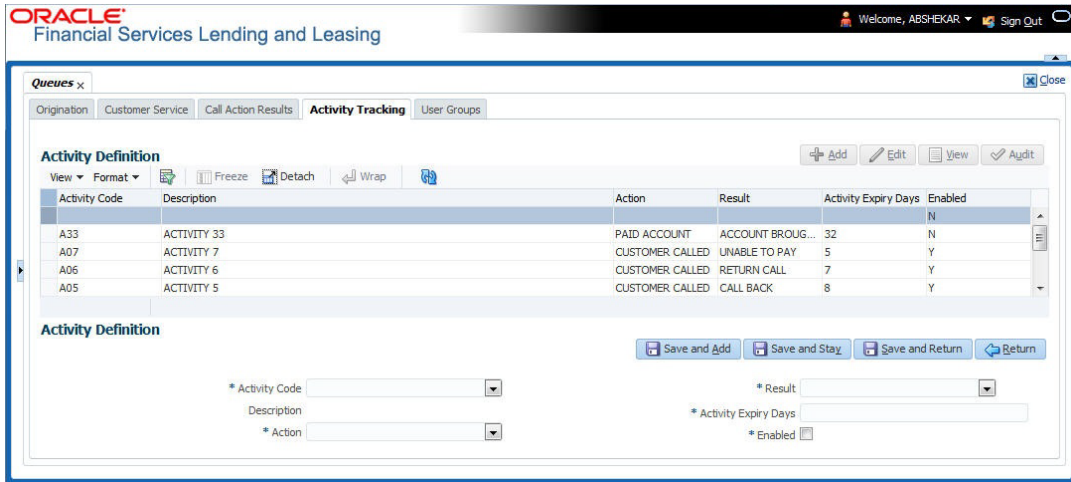 ORACLE'
Financial Services Lending and Leasing
Welcome, ABSHEKAR Sign Out
Queues x
Close
Origination Customer Service Call Action Results Activity Tracking User Groups
Activity Definition
Add Edit View Audit
View Format Freeze Detach Wrap
Activity Code Description Action Result Activity Expiry Days Enabled
N
A33 ACTIVITY 33 PAID ACCOUNT ACCOUNT BROUG... 32 N
A07 ACTIVITY 7 CUSTOMER CALLED UNABLE TO PAY 5 Y
A06 ACTIVITY 6 CUSTOMER CALLED RETURN CALL 7 Y
A05 ACTIVITY 5 CUSTOMER CALLED CALL BACK 8 Y
Activity Definition
Save and Add Save and Stay Save and Return Return
* Activity Code * Result
Description * Activity Expiry Days
* Action * Enabled